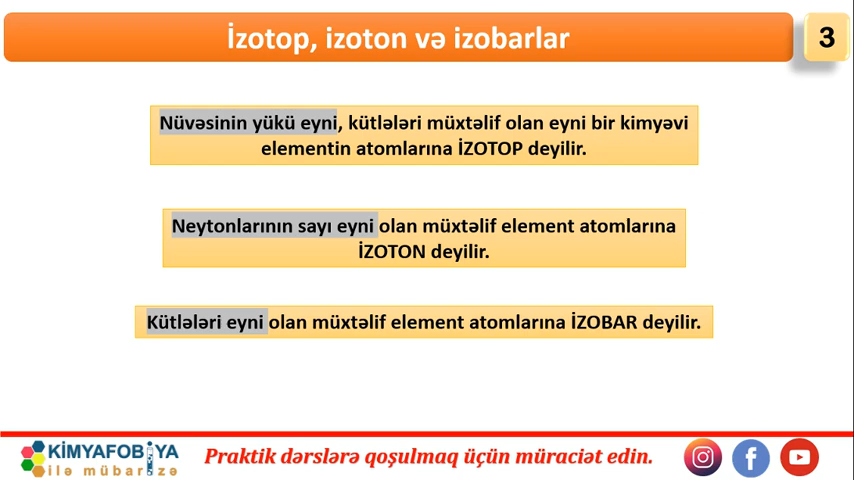 İzotop, izoton və izobarlar
3
Nüvəsinin yükü eyni, kütlələri müxtəlif olan eyni bir kimyəvi
elementin atomlarına İZOTOP deyilir.
Neytonlarının sayı eyni olan müxtəlif element atomlarına
İZOTON deyilir.
Kütlələri eyni olan müxtəlif element atomlarına İZOBAR deyilir.
KİMYAFOBİYA
ilə mübarizə
Praktik dərslərə qoşulmaq üçün müraciət edin.